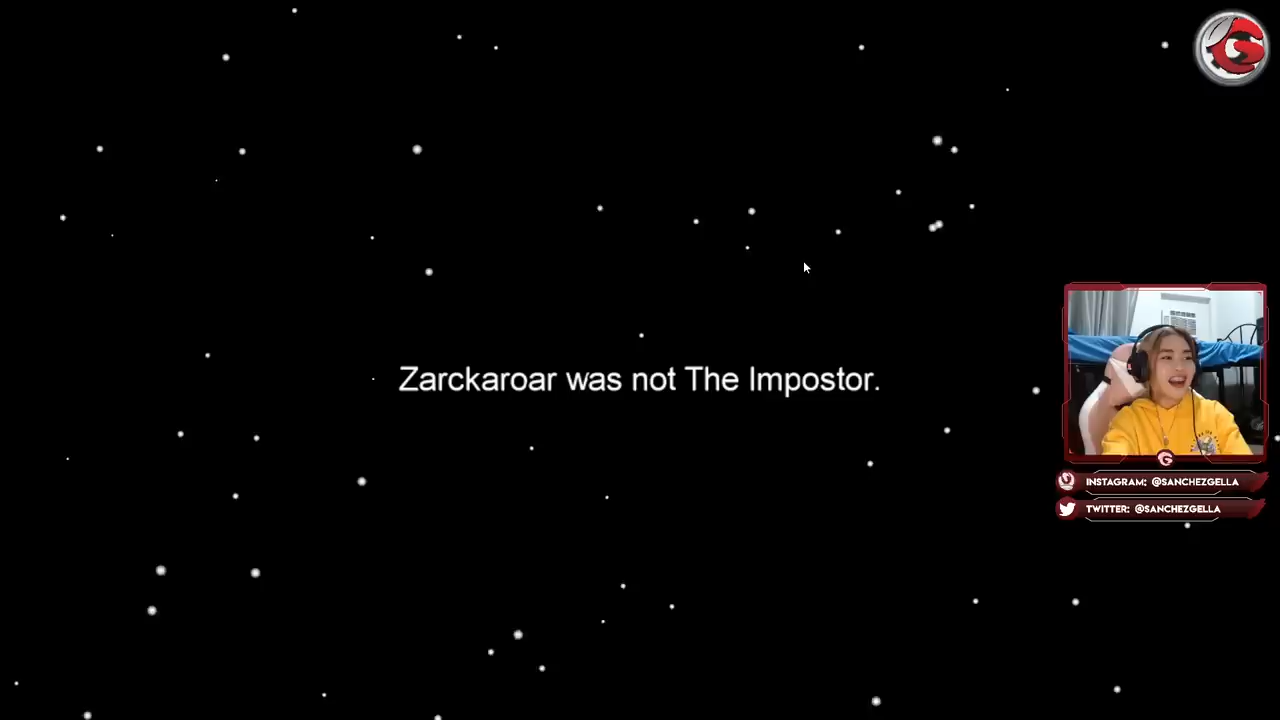 Zarckaroar was not The Impostor.
INSTAGRAM: @SANCHEZGELLA
TWITTER: @SANCHEZGELLA